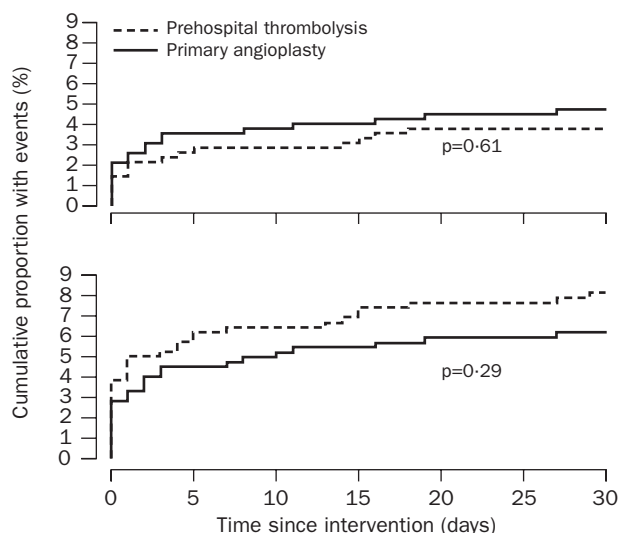 Cumulative proportion with events (%)
9
8
7
6
5
4
3
2
1
0
Prehospital thrombolysis
Primary angioplasty
p=0·61
9
8
7
6
5
4
3
2
1
0
p=0·29
0 5 10 15 20 25 30
Time since intervention (days)